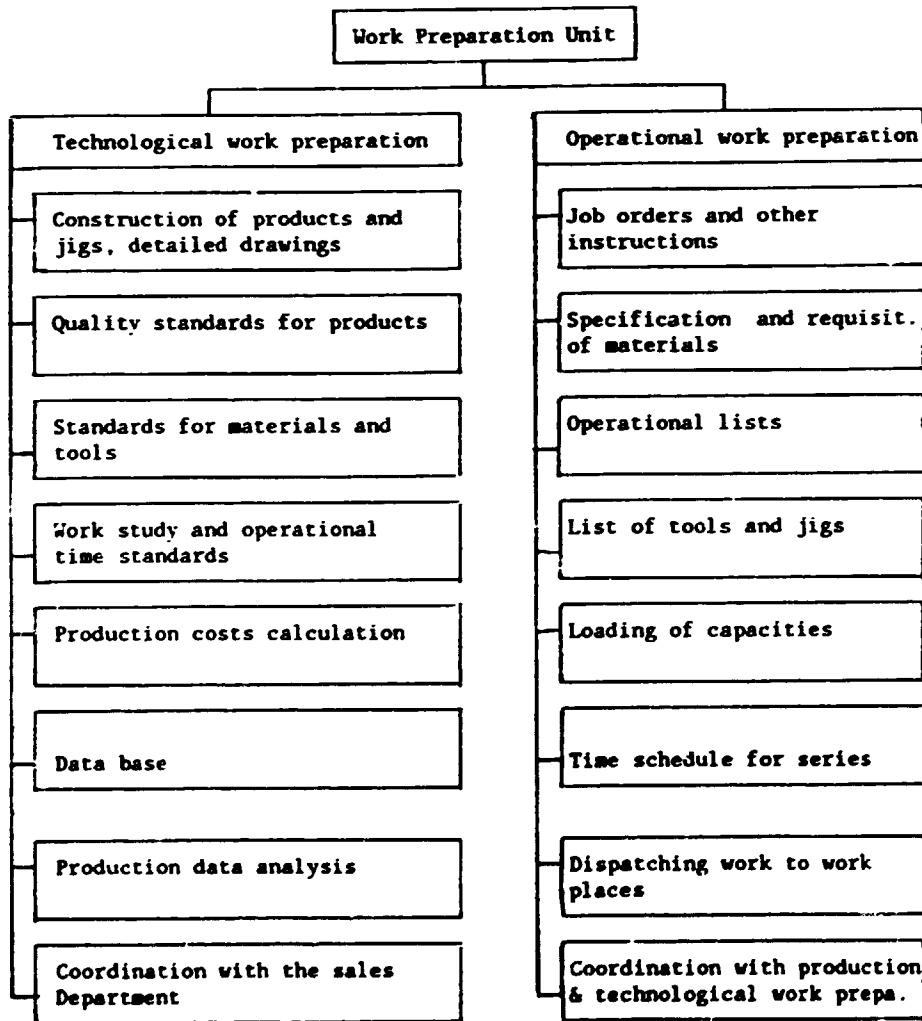 Work Preparation Unit
Technological work preparation
Construction of products and
jigs, detailed drawings
Quality standards for products
Standards for materials and
tools
Work study and operational
time standards
Production costs calculation
Data base
Production data analysis
Coordination with the sales
Department
Operational work preparation
Job orders and other
instructions
Specification and requisit.
of materials
Operational lists
List of tools and jigs
Loading of capacities
Time schedule for series
Dispatching work to work
places
Coordination with production
& technological work prepa.